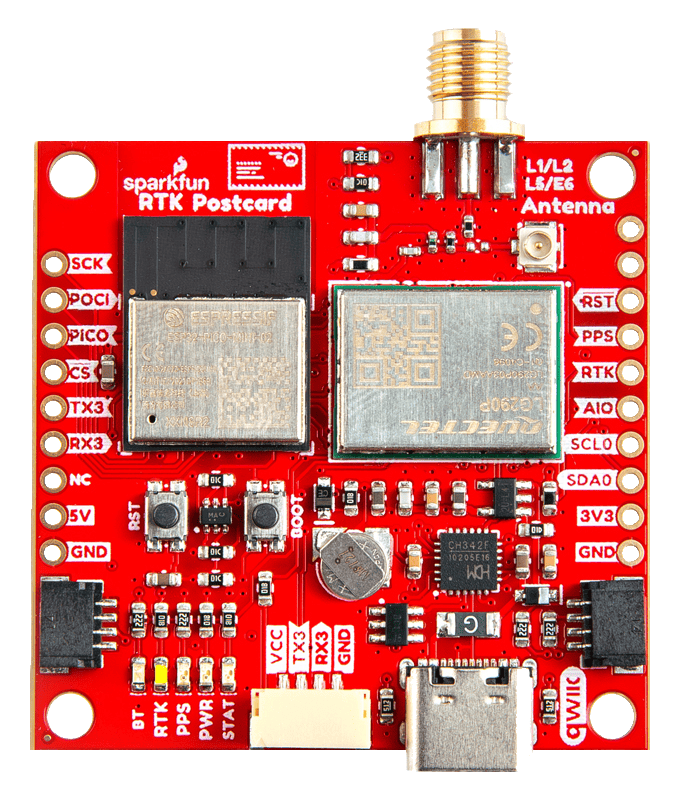 sparkfun
RTK Postcard
L1/L2
L5/E6
Antenna
SCK
POCI
PICO
CS
TX3
RX3
NC
5V
GND
RST
PPS
RTK
AIO
SCL0
SDA0
3V3
GND
ESPRESSIF
LG290P
QUECTEL
RST
BOOT
CH342F
G
VCC
TX3
RX3
GND
BT
RTK
PPS
PWR
STAT
qwiic